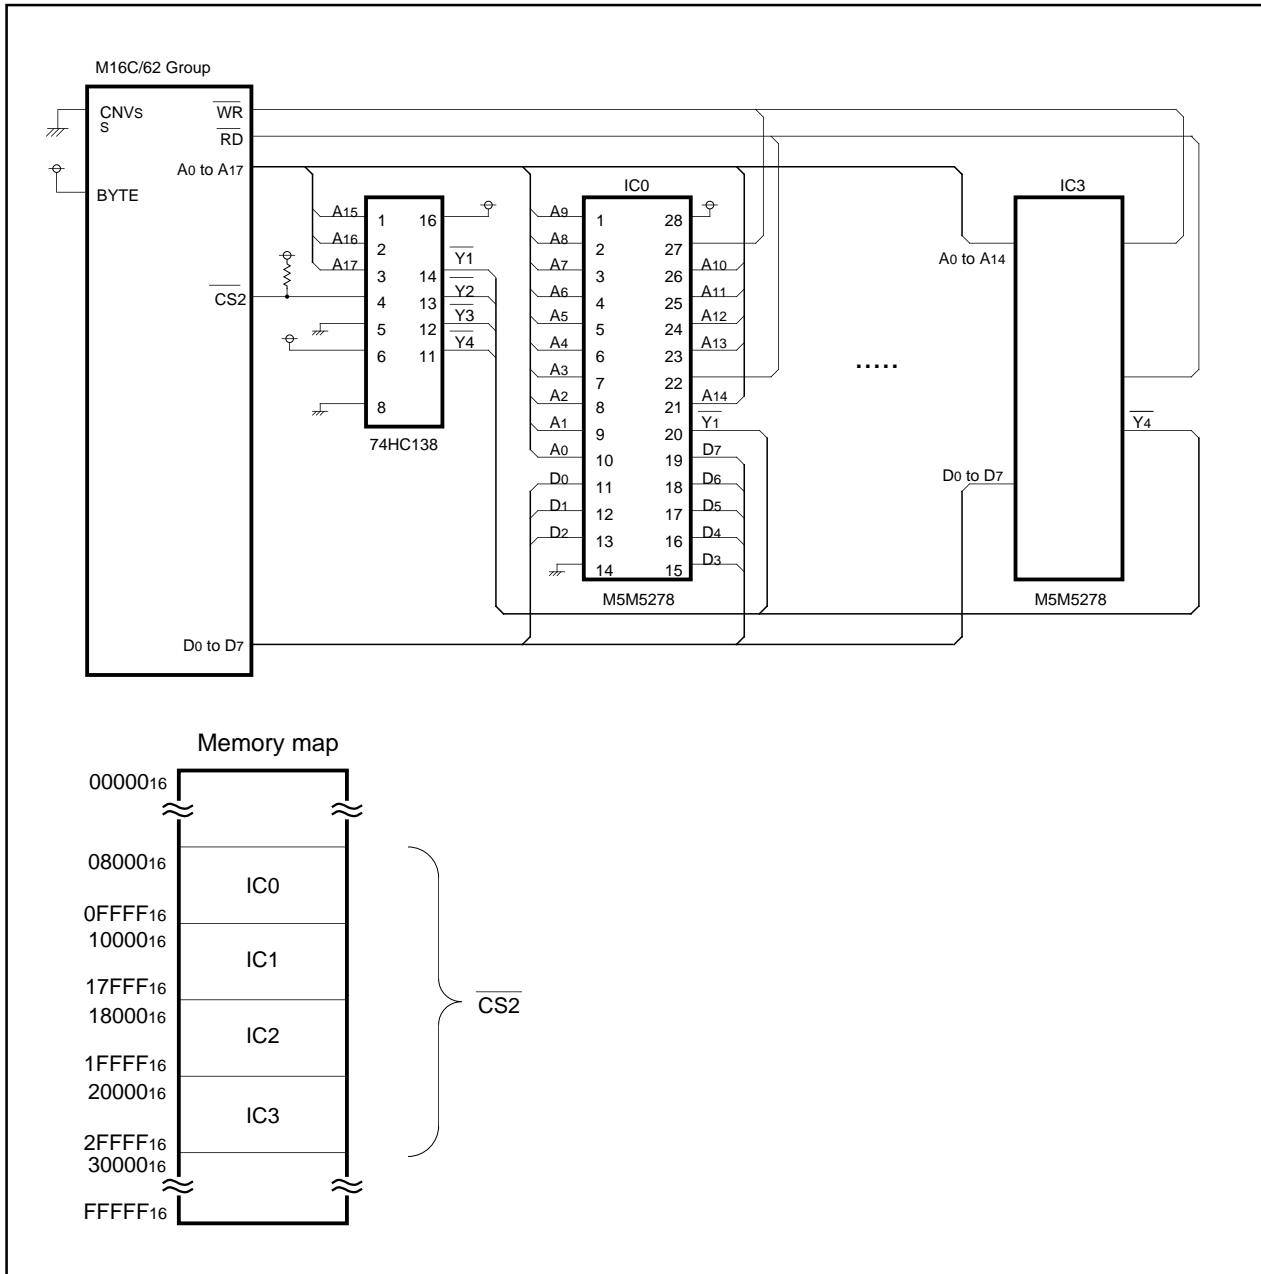 M16C/62 Group
CNVs
S
BYTE
WR
RD
A0 to A17
CS2
D0 to D7
A15
A16
A17
1
2
3
4
5
6
8
16
14
13
12
11
Y1
Y2
Y3
Y4
74HC138
IC0
A9
A8
A7
A6
A5
A4
A3
A2
A1
A0
D0
D1
D2
1
2
3
4
5
6
7
8
9
10
11
12
13
14
28
27
26
25
24
23
22
21
20
19
18
17
16
15
A10
A11
A12
A13
A14
Y1
D7
D6
D5
D4
D3
M5M5278
.....
IC3
A0 to A14
D0 to D7
Y4
M5M5278
Memory map
0000016
0800016
IC0
0FFFF16
1000016
IC1
17FFF16
1800016
IC2
1FFFF16
2000016
IC3
2FFFF16
3000016
FFFFF16
CS2